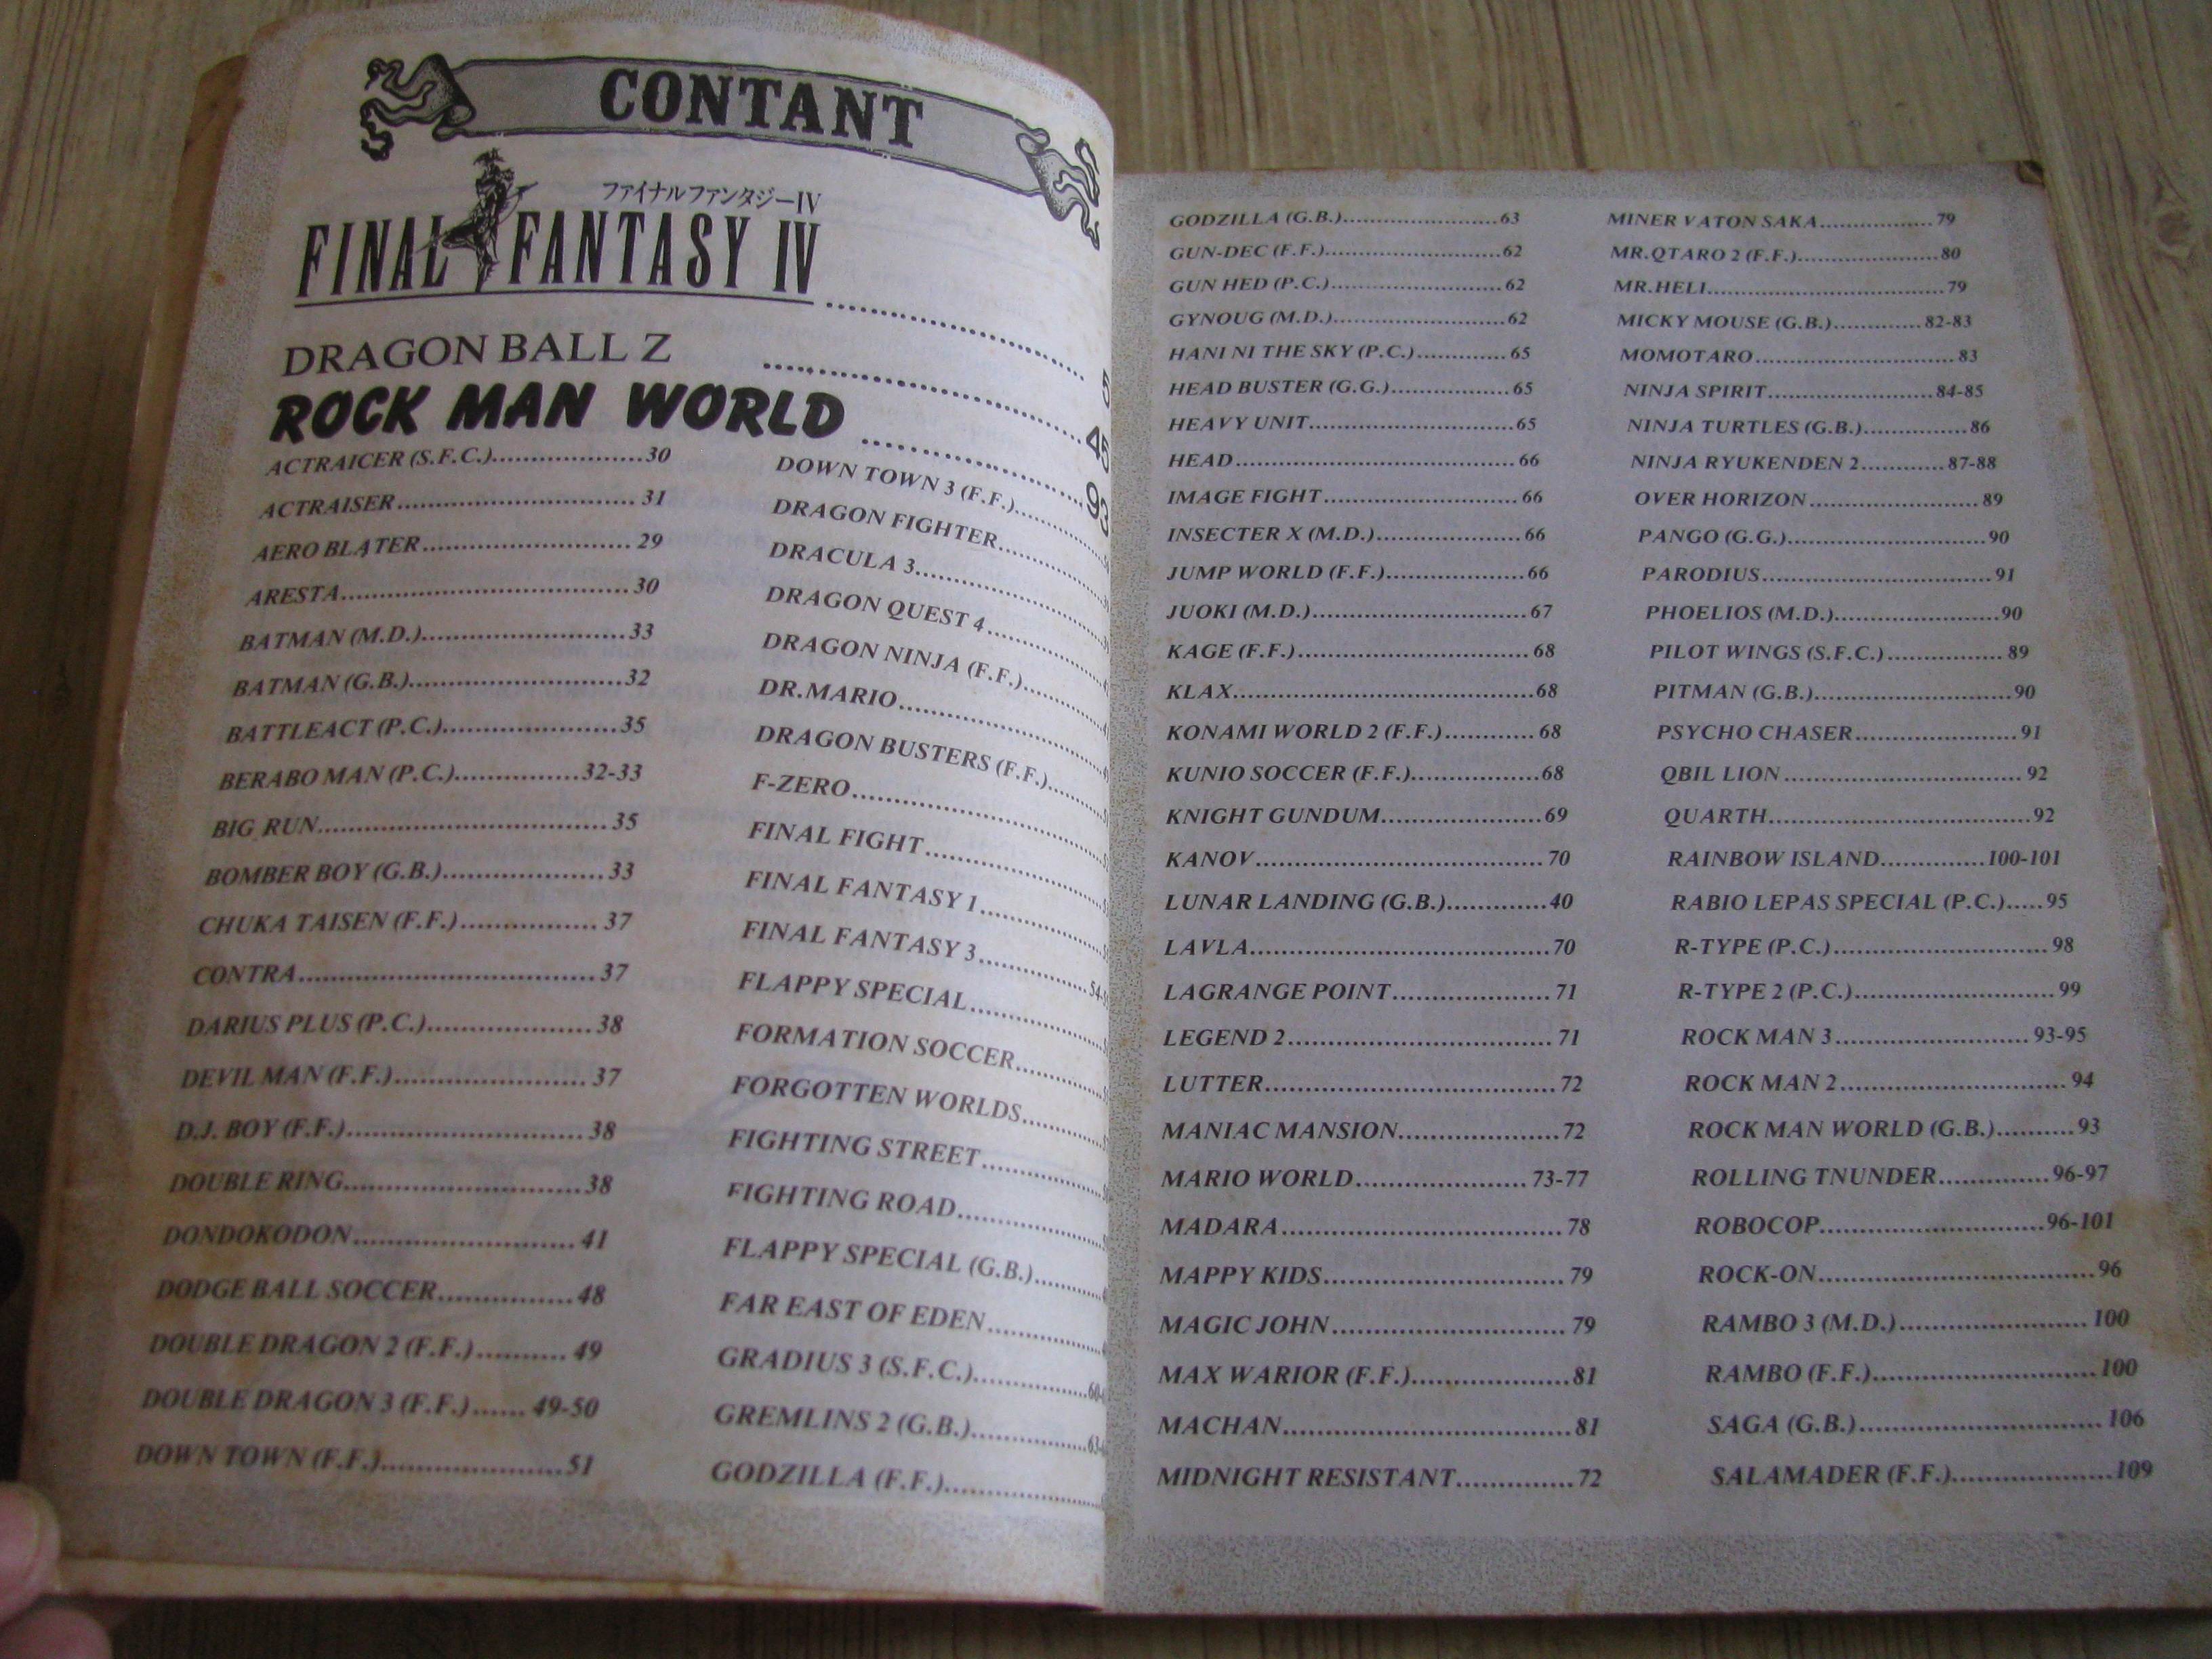 CONTANT
ファイナルファンタジーIV
FINAL FANTASY IV.......... 5
DRAGON BALL Z .......... 45
ROCK MAN WORLD .......... 93
ACTRAICER (S.F.C.)..........30
ACTRAISER..........31
AERO BLATER..........29
ARESTA..........30
BATMAN (M.D.)..........33
BATMAN (G.B.)..........32
BATTLEACT (P.C.)..........35
BERABO MAN (P.C.)..........32-33
BIG RUN..........35
BOMBER BOY (G.B.)..........33
CHUKA TAISEN (F.F.)..........37
CONTRA..........37
DARIUS PLUS (P.C.)..........38
DEVIL MAN (F.F.)..........37
D.J. BOY (F.F.)..........38
DOUBLE RING..........38
DONDOKODON..........41
DODGE BALL SOCCER..........48
DOUBLE DRAGON 2 (F.F.)..........49
DOUBLE DRAGON 3 (F.F.)......49-50
DOWN TOWN (F.F.)..........51
DOWN TOWN 3 (F.F.)..........
DRAGON FIGHTER..........
DRACULA 3..........
DRAGON QUEST 4..........
DRAGON NINJA (F.F.)..........
DR.MARIO..........
DRAGON BUSTERS (F.F.)..........
F-ZERO..........
FINAL FIGHT..........
FINAL FANTASY 1..........
FINAL FANTASY 3..........
FLAPPY SPECIAL..........
FORMATION SOCCER..........
FORGOTTEN WORLDS..........
FIGHTING STREET..........
FIGHTING ROAD..........
FLAPPY SPECIAL (G.B.)..........
FAR EAST OF EDEN..........
GRADIUS 3 (S.F.C.)..........
GREMLINS 2 (G.B.)..........
GODZILLA (F.F.)..........
GODZILLA (G.B.)..........63
GUN-DEC (F.F.)..........62
GUN HED (P.C.)..........62
GYNOUG (M.D.)..........62
HANI NI THE SKY (P.C.)..........65
HEAD BUSTER (G.G.)..........65
HEAVY UNIT..........65
HEAD..........66
IMAGE FIGHT..........66
INSECTER X (M.D.)..........66
JUMP WORLD (F.F.)..........66
JUOKI (M.D.)..........67
KAGE (F.F.)..........68
KLAX..........68
KONAMI WORLD 2 (F.F.)..........68
KUNIO SOCCER (F.F.)..........68
KNIGHT GUNDUM..........69
KANOV..........70
LUNAR LANDING (G.B.)..........40
LAVLA..........70
LAGRANGE POINT..........71
LEGEND 2..........71
LUTTER..........72
MANIAC MANSION..........72
MARIO WORLD..........73-77
MADARA..........78
MAPPY KIDS..........79
MAGIC JOHN..........79
MAX WARIOR (F.F.)..........81
MACHAN..........81
MIDNIGHT RESISTANT..........72
MINER VATON SAKA..........79
MR.QTARO 2 (F.F.)..........80
MR.HELI..........79
MICKY MOUSE (G.B.)..........82-83
MOMOTARO..........83
NINJA SPIRIT..........84-85
NINJA TURTLES (G.B.)..........86
NINJA RYUKENDEN 2..........87-88
OVER HORIZON..........89
PANGO (G.G.)..........90
PARODIUS..........91
PHOELIOS (M.D.)..........90
PILOT WINGS (S.F.C.)..........89
PITMAN (G.B.)..........90
PSYCHO CHASER..........91
QBIL LION..........92
QUARTH..........92
RAINBOW ISLAND..........100-101
RABIO LEPAS SPECIAL (P.C.).....95
R-TYPE (P.C.)..........98
R-TYPE 2 (P.C.)..........99
ROCK MAN 3..........93-95
ROCK MAN 2..........94
ROCK MAN WORLD (G.B.)..........93
ROLLING TNUNDER..........96-97
ROBOCOP..........96-101
ROCK-ON..........96
RAMBO 3 (M.D.)..........100
RAMBO (F.F.)..........100
SAGA (G.B.)..........106
SALAMADER (F.F.)..........109